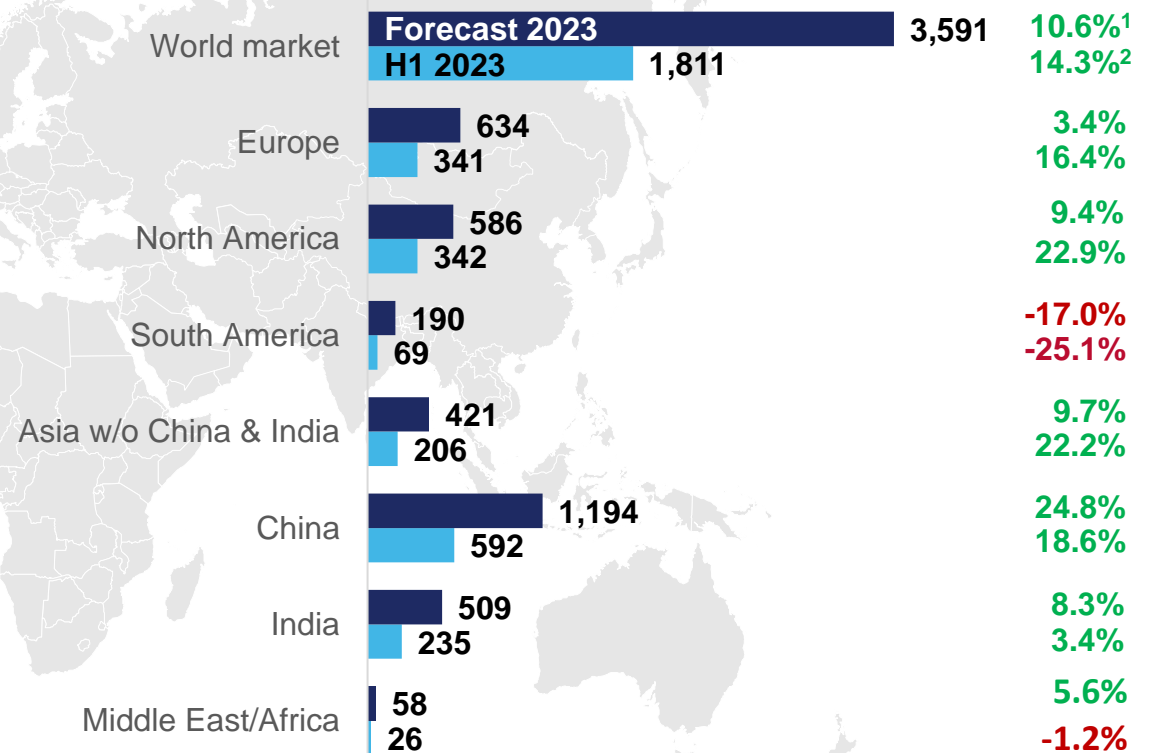 World market
Forecast 2023 3,591 10.6%¹
H1 2023 1,811 14.3%²
Europe
634 3.4%
341 16.4%
North America
586 9.4%
342 22.9%
South America
190 -17.0%
69 -25.1%
Asia w/o China & India
421 9.7%
206 22.2%
China
1,194 24.8%
592 18.6%
India
509 8.3%
235 3.4%
Middle East/Africa
58 5.6%
26 -1.2%